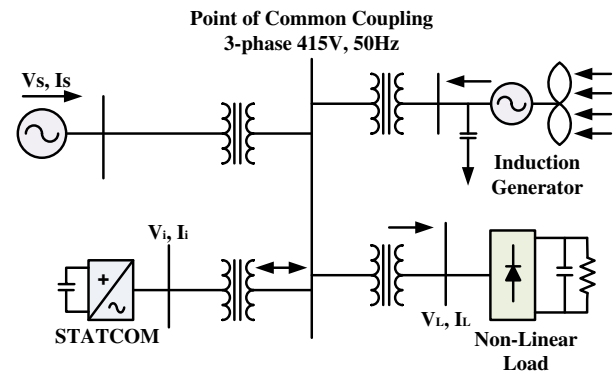 Point of Common Coupling
3-phase 415V, 50Hz
Vs, Is
Induction
Generator
Vi, Ii
+
STATCOM
VL, IL
Non-Linear
Load